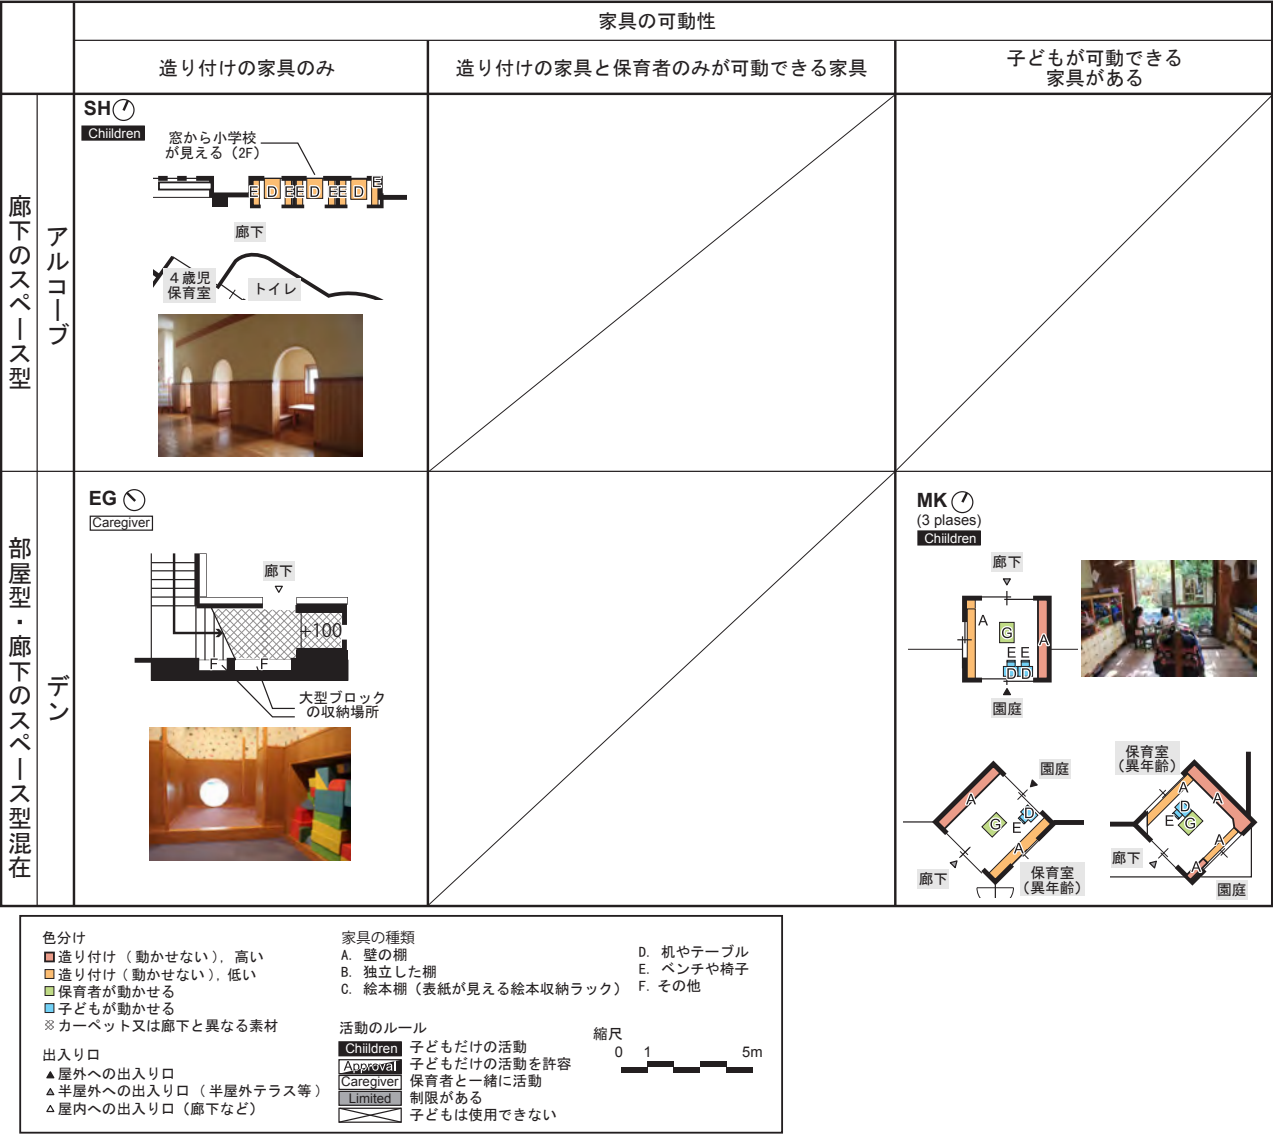 家具の可動性
造り付けの家具のみ
造り付けの家具と保育者のみが可動できる家具
子どもが可動できる
家具がある
廊下のスペース型
アルコーブ
SH
Chiildren
窓から小学校
が見える（2F）
E D E E D E E D E
廊下
4歳児
保育室
トイレ
部屋型・廊下のスペース型混在
デン
EG
Caregiver
廊下
+100
F F
大型ブロック
の収納場所
MK
(3 plases)
Chiildren
廊下
A
G
A
E E
D D
園庭
園庭
A
D
G
E
A
廊下
保育室
（異年齢）
保育室
（異年齢）
A
A
D
E G
A
廊下
A
園庭
色分け
造り付け（動かせない），高い
造り付け（動かせない），低い
保育者が動かせる
子どもが動かせる
カーペット又は廊下と異なる素材
出入り口
屋外への出入り口
半屋外への出入り口（半屋外テラス等）
屋内への出入り口（廊下など）
家具の種類
A. 壁の棚
B. 独立した棚
C. 絵本棚（表紙が見える絵本収納ラック）
D. 机やテーブル
E. ベンチや椅子
F. その他
活動のルール
Chiildren 子どもだけの活動
Approval 子どもだけの活動を許容
Caregiver 保育者と一緒に活動
Limited 制限がある
子どもは使用できない
縮尺
0 1 5m